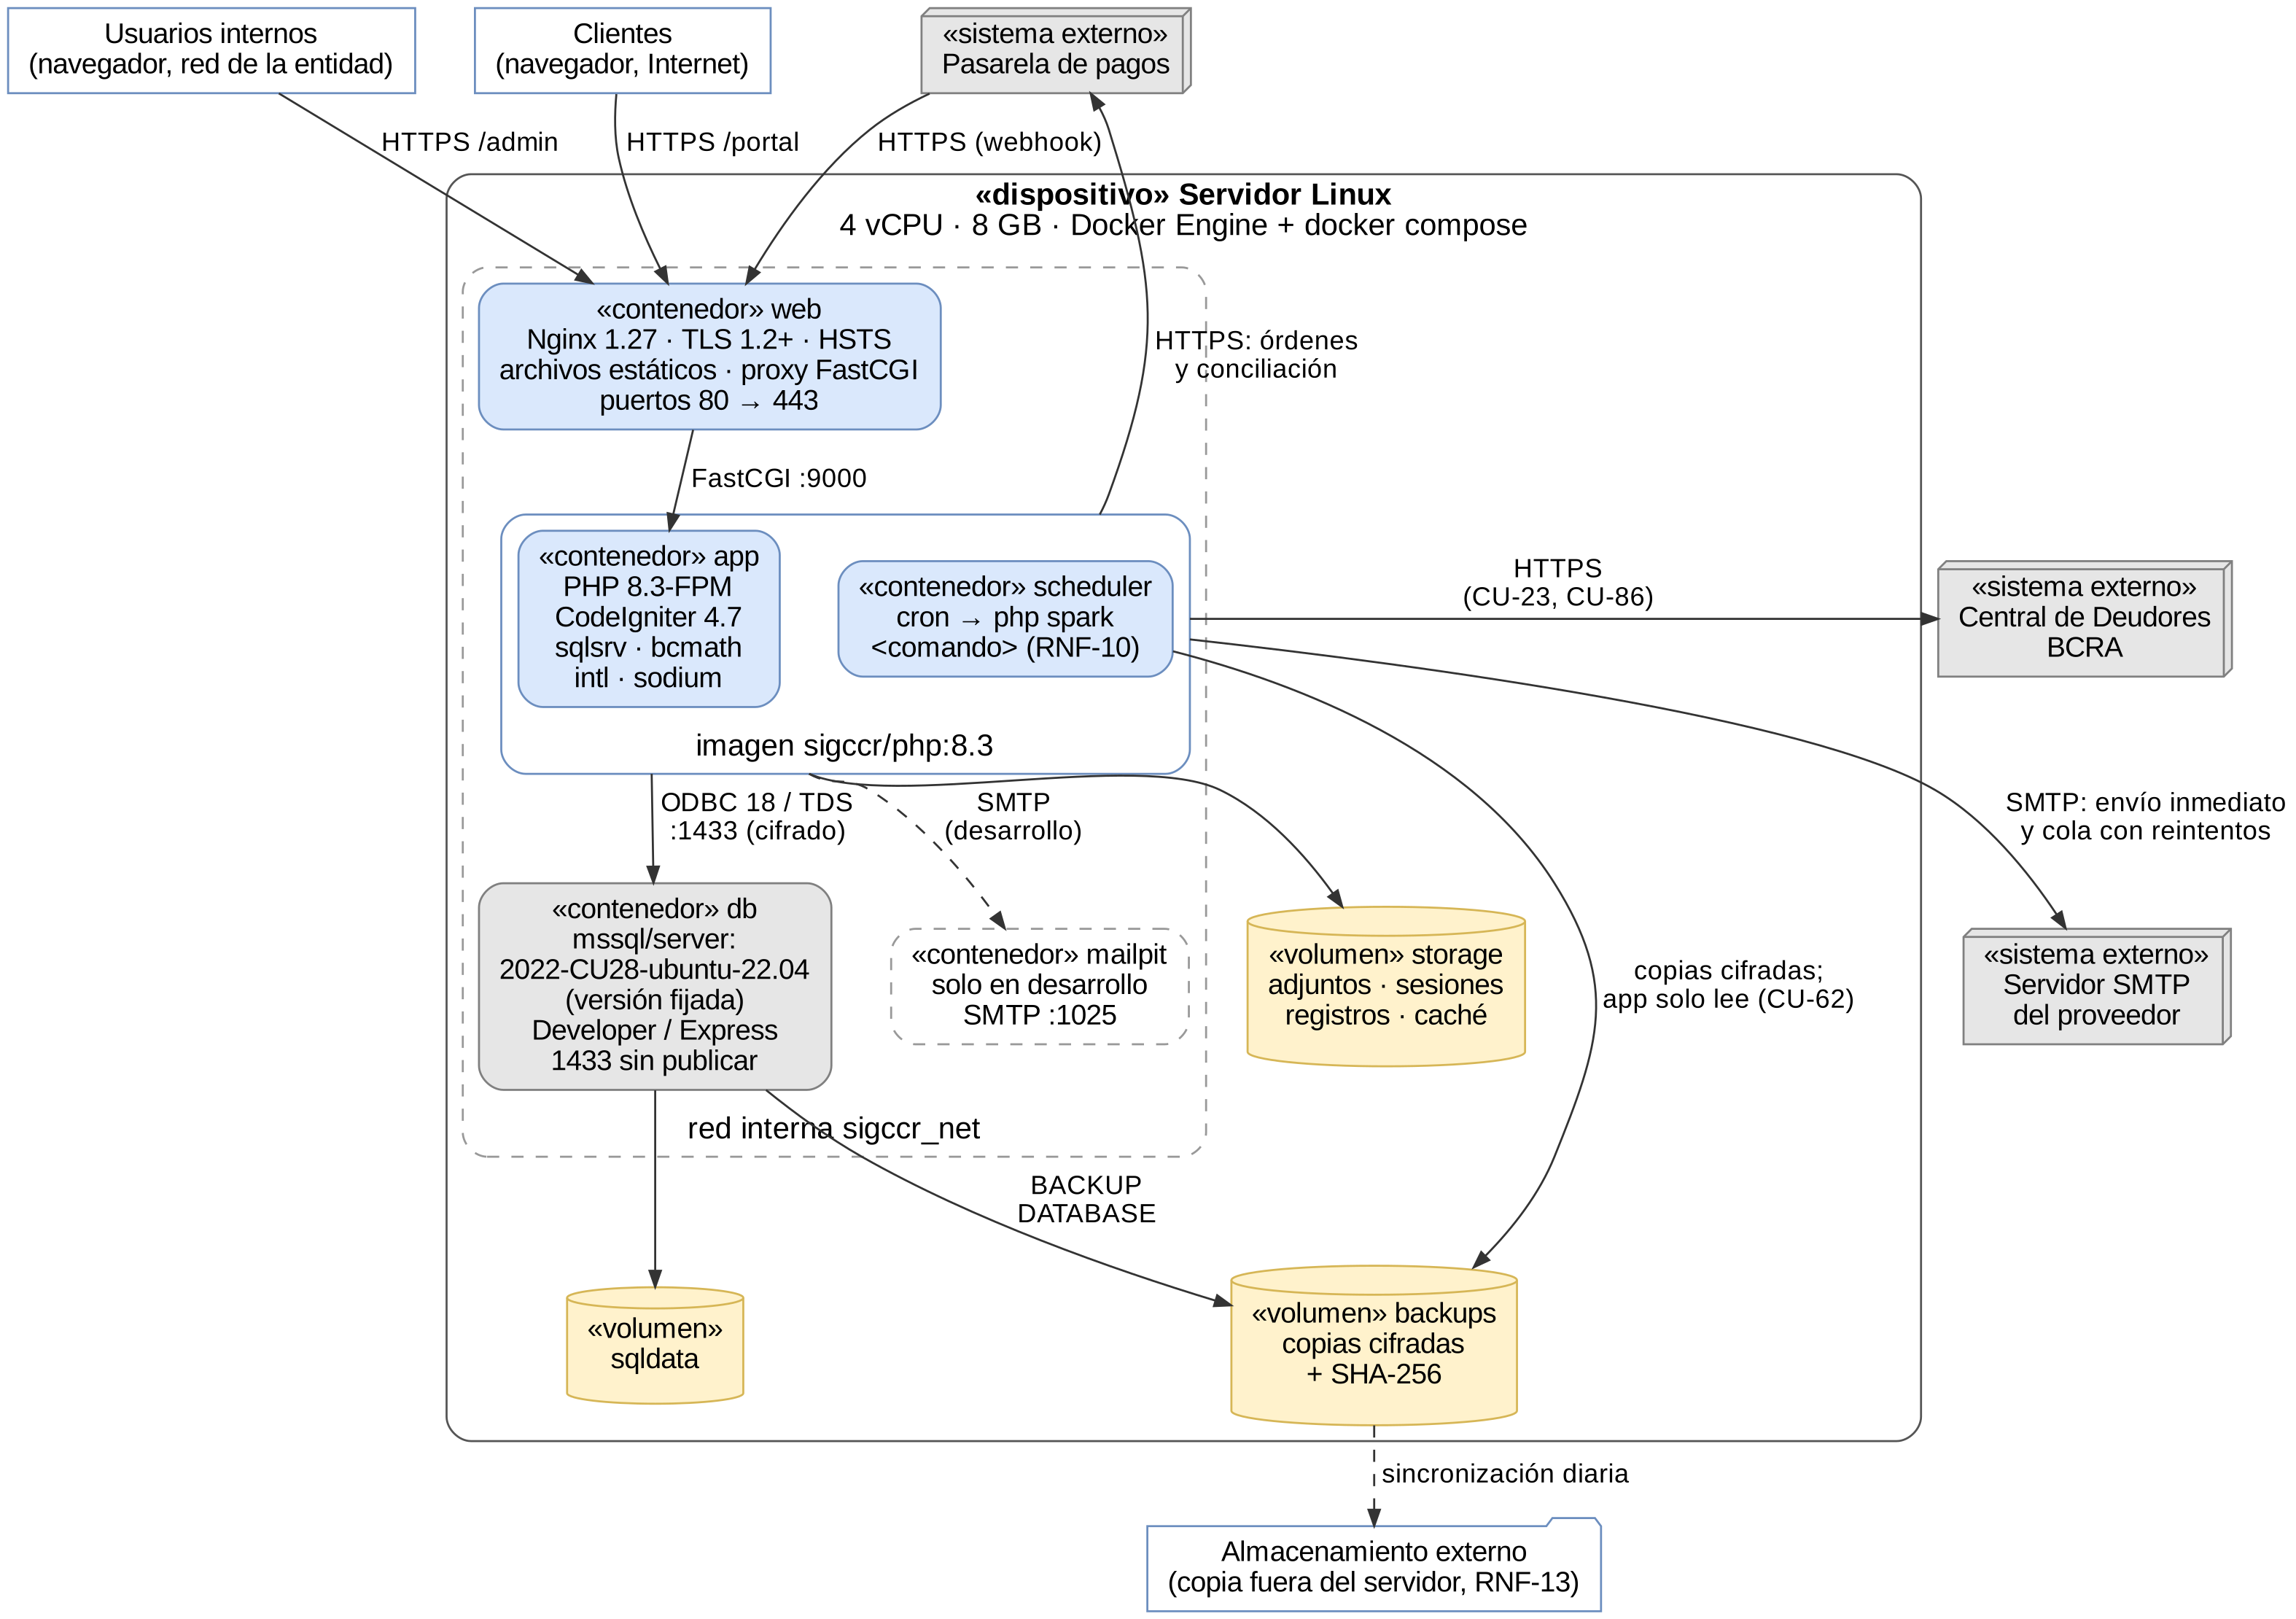 Usuarios internos
(navegador, red de la entidad)
Clientes
(navegador, Internet)
«sistema externo»
Pasarela de pagos
HTTPS /admin
HTTPS /portal
HTTPS (webhook)
«dispositivo» Servidor Linux
4 vCPU · 8 GB · Docker Engine + docker compose
«contenedor» web
Nginx 1.27 · TLS 1.2+ · HSTS
archivos estáticos · proxy FastCGI
puertos 80 → 443
HTTPS: órdenes
y conciliación
FastCGI :9000
«contenedor» app
PHP 8.3-FPM
CodeIgniter 4.7
sqlsrv · bcmath
intl · sodium
«contenedor» scheduler
cron → php spark
<comando> (RNF-10)
imagen sigccr/php:8.3
HTTPS
(CU-23, CU-86)
«sistema externo»
Central de Deudores
BCRA
ODBC 18 / TDS
:1433 (cifrado)
SMTP
(desarrollo)
SMTP: envío inmediato
y cola con reintentos
«contenedor» db
mssql/server:
2022-CU28-ubuntu-22.04
(versión fijada)
Developer / Express
1433 sin publicar
«contenedor» mailpit
solo en desarrollo
SMTP :1025
«volumen» storage
adjuntos · sesiones
registros · caché
copias cifradas;
app solo lee (CU-62)
«sistema externo»
Servidor SMTP
del proveedor
red interna sigccr_net
BACKUP
DATABASE
«volumen»
sqldata
«volumen» backups
copias cifradas
+ SHA-256
sincronización diaria
Almacenamiento externo
(copia fuera del servidor, RNF-13)